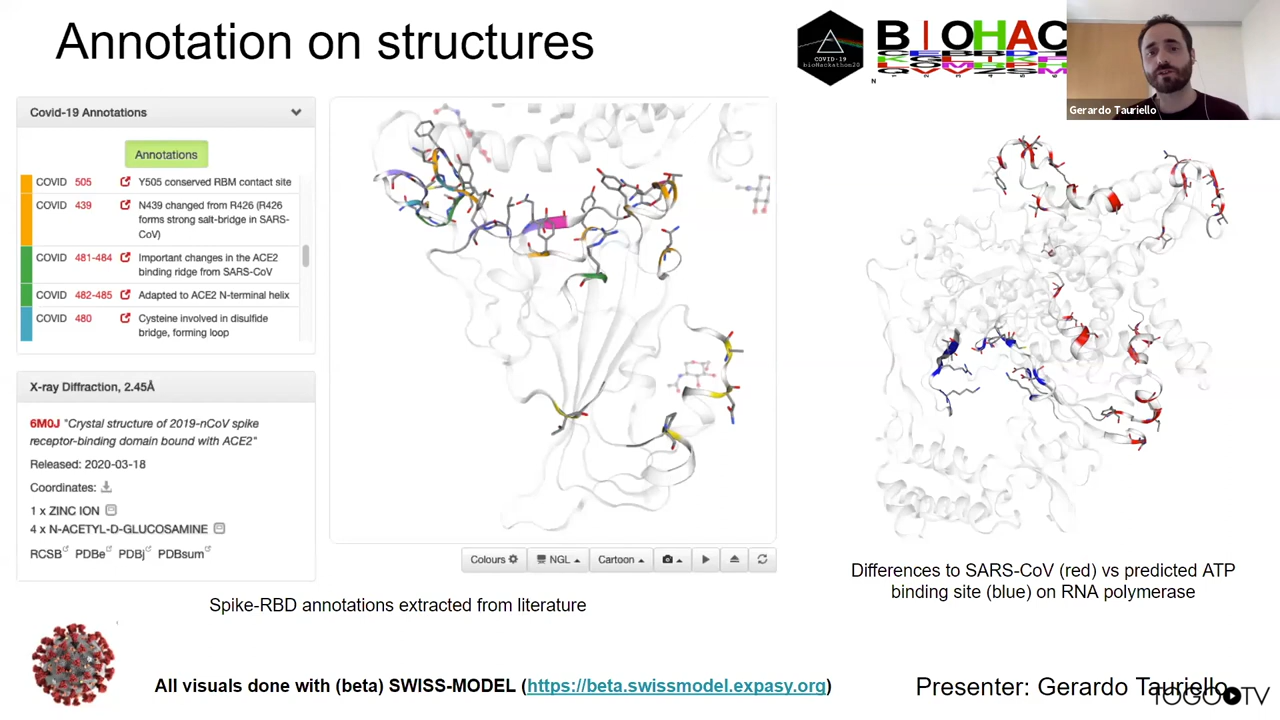 Annotation on structures
COVID-19
bioHackathon20
BIOHAC
N
Gerardo Tauriello
Covid-19 Annotations
Annotations
COVID 505 Y505 conserved RBM contact site
COVID 439 N439 changed from R426 (R426
forms strong salt-bridge in SARS-
CoV)
COVID 481-484 Important changes in the ACE2
binding ridge from SARS-CoV
COVID 482-485 Adapted to ACE2 N-terminal helix
COVID 480 Cysteine involved in disulfide
bridge, forming loop
X-ray Diffraction, 2.45Å
6M0J "Crystal structure of 2019-nCoV spike
receptor-binding domain bound with ACE2"
Released: 2020-03-18
Coordinates:
1 x ZINC ION
4 x N-ACETYL-D-GLUCOSAMINE
RCSB PDBe PDBj PDBsum
Colours NGL Cartoon
Spike-RBD annotations extracted from literature
Differences to SARS-CoV (red) vs predicted ATP
binding site (blue) on RNA polymerase
All visuals done with (beta) SWISS-MODEL (https://beta.swissmodel.expasy.org)
Presenter: Gerardo Tauriello
TOGO TV